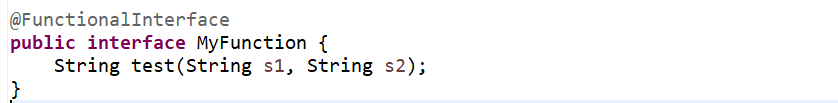 @FunctionalInterface
public interface MyFunction {
    String test(String s1, String s2);
}